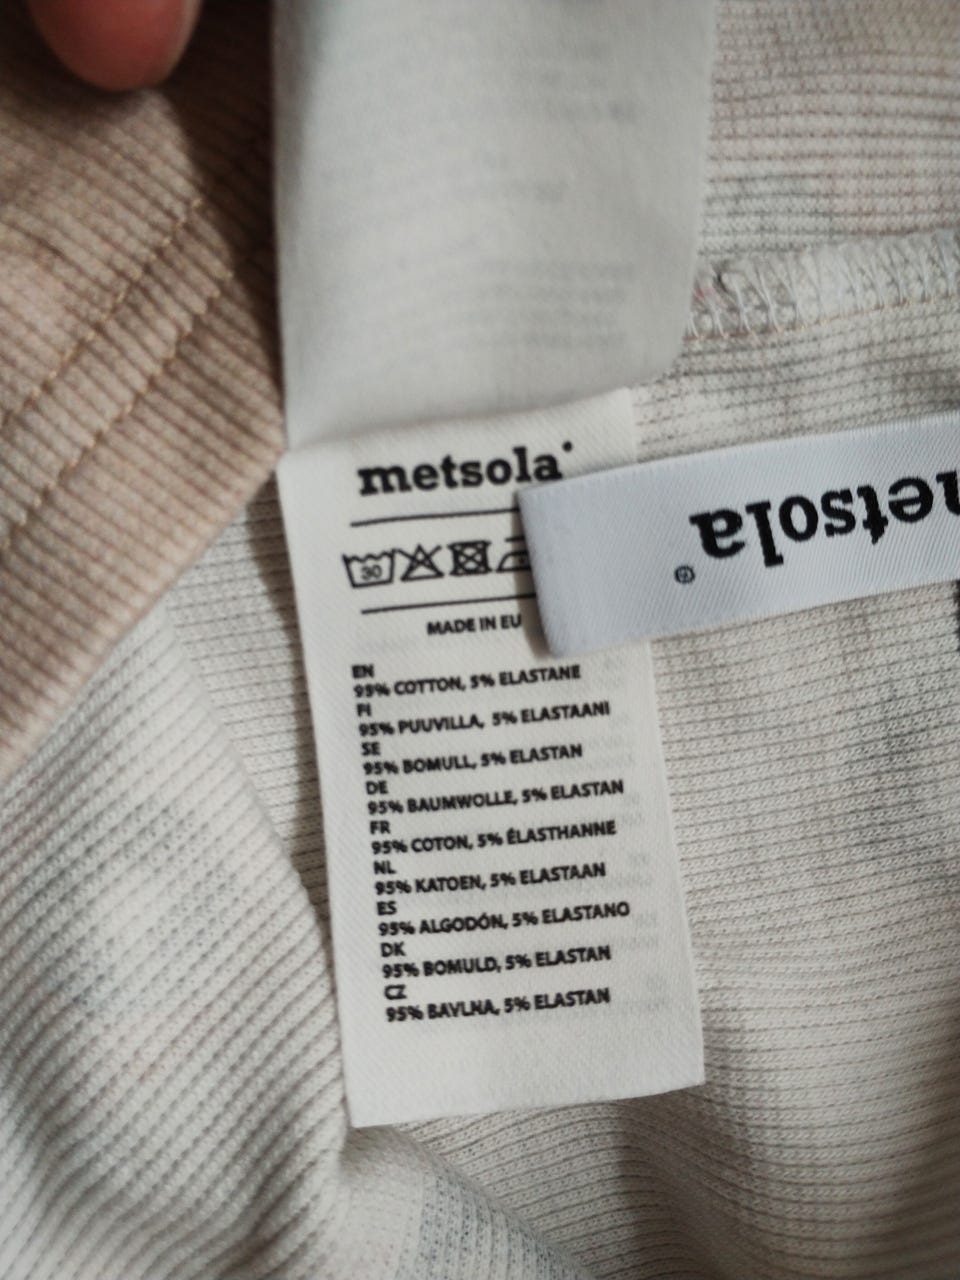 metsola
30
MADE IN EU
EN
95% COTTON, 5% ELASTANE
FI
95% PUUVILLA, 5% ELASTAANI
SE
95% BOMULL, 5% ELASTAN
DE
95% BAUMWOLLE, 5% ELASTAN
FR
95% COTON, 5% ÉLASTHANNE
NL
95% KATOEN, 5% ELASTAAN
ES
95% ALGODÓN, 5% ELASTANO
DK
95% BOMULD, 5% ELASTAN
CZ
95% BAVLNA, 5% ELASTAN
etsola
®